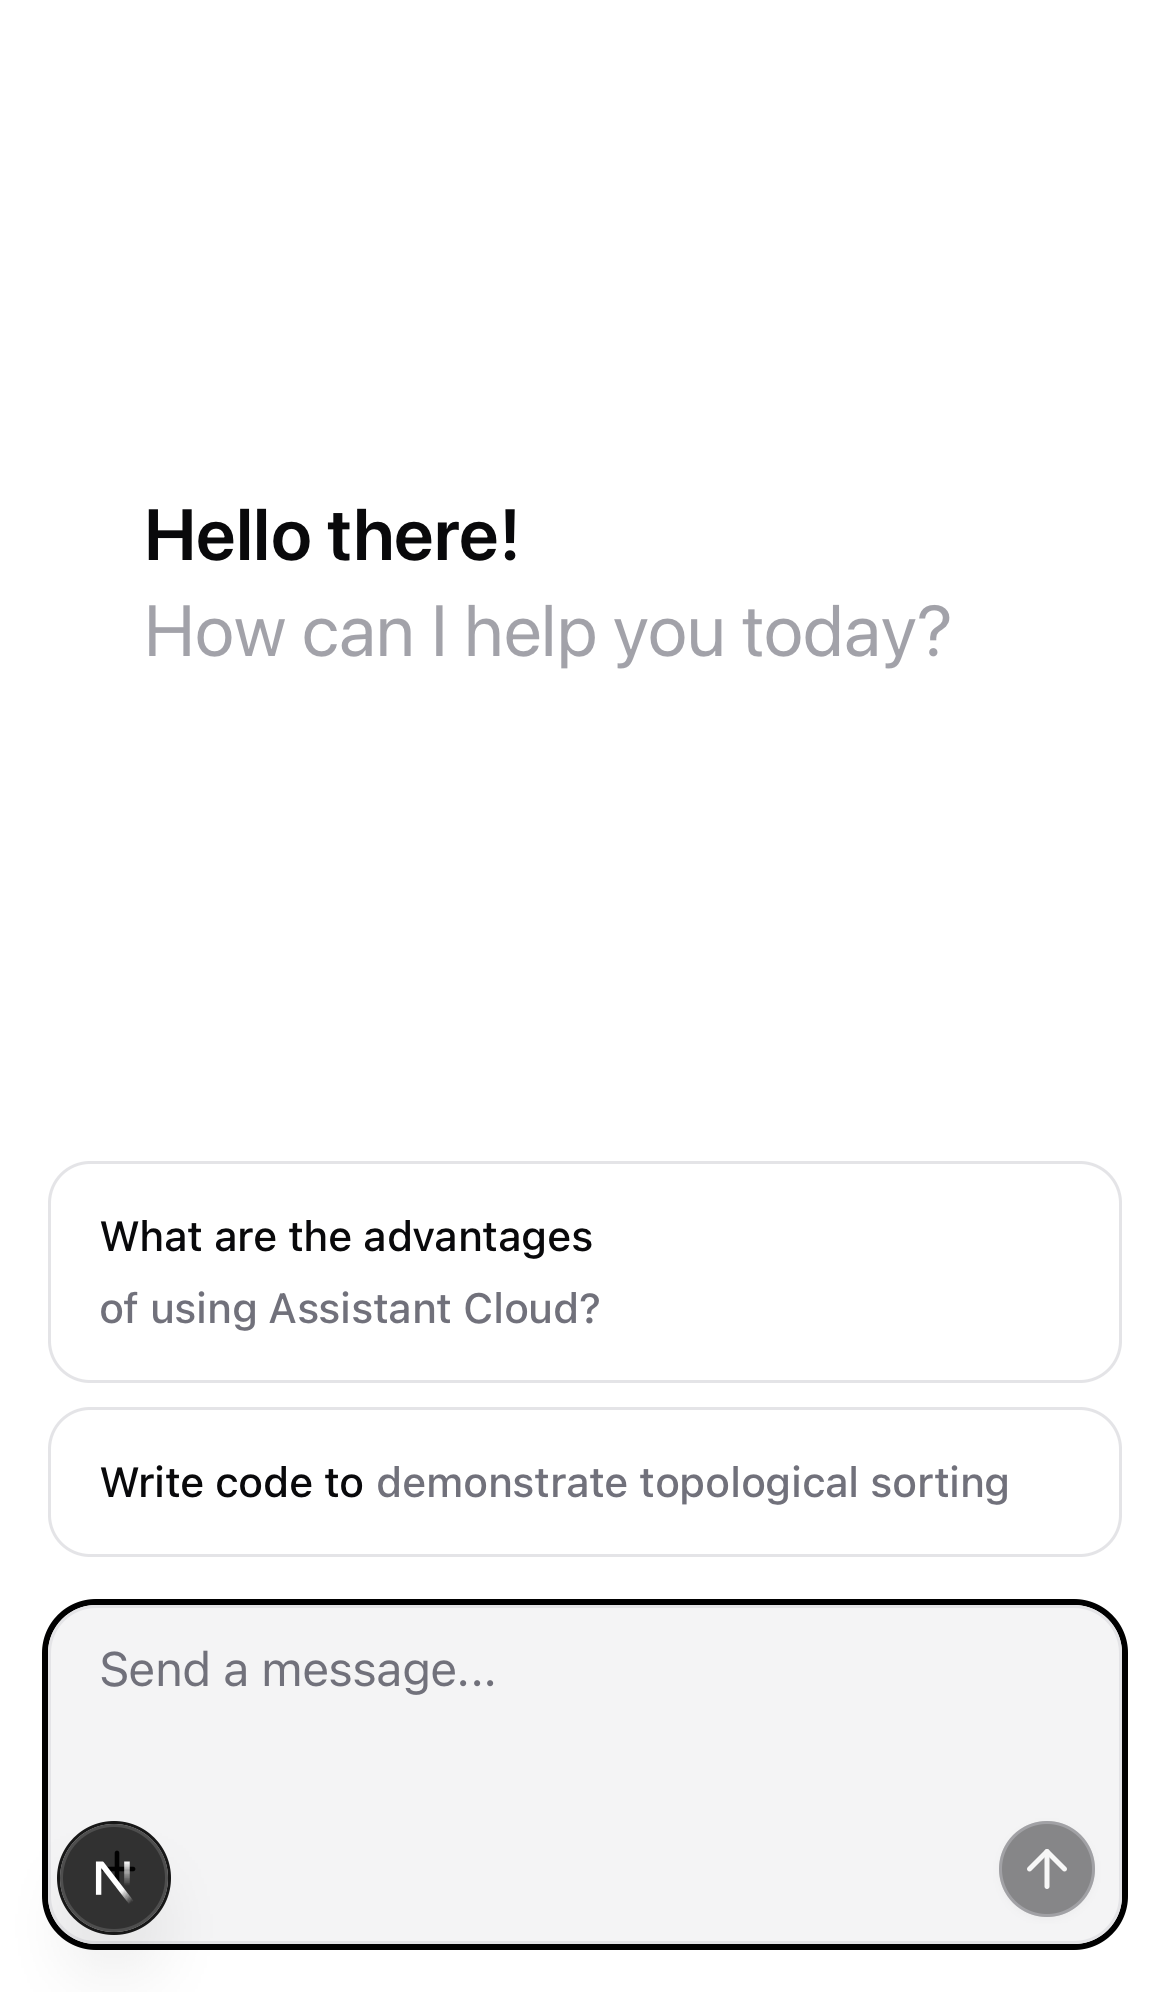 Hello there!
How can I help you today?
What are the advantages
of using Assistant Cloud?
Write code to demonstrate topological sorting
Send a message...
N